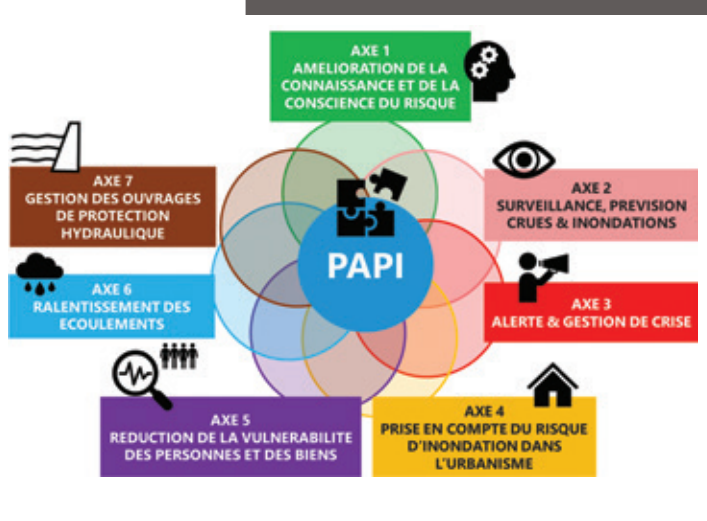 AXE 1
AMELIORATION DE LA
CONNAISSANCE ET DE LA
CONSCIENCE DU RISQUE
AXE 2
SURVEILLANCE, PREVISION
CRUES & INONDATIONS
AXE 3
ALERTE & GESTION DE CRISE
AXE 4
PRISE EN COMPTE DU RISQUE
D'INONDATION DANS
L'URBANISME
AXE 5
REDUCTION DE LA VULNERABILITE
DES PERSONNES ET DES BIENS
AXE 6
RALENTISSEMENT DES
ECOULEMENTS
AXE 7
GESTION DES OUVRAGES
DE PROTECTION
HYDRAULIQUE
PAPI